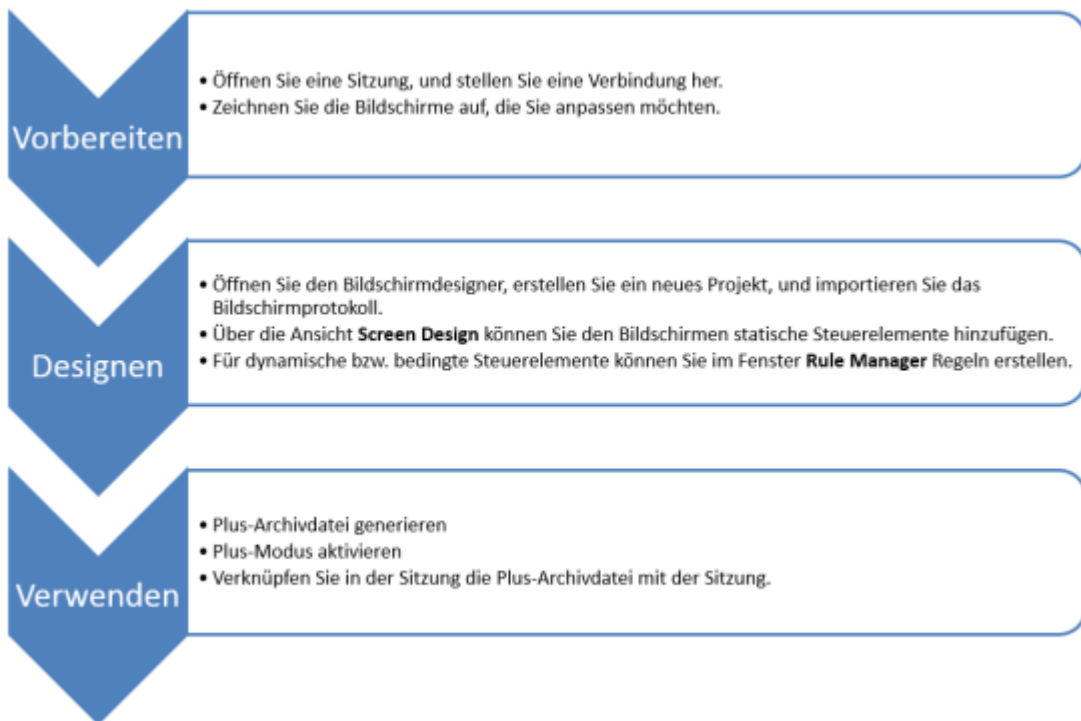 Vorbereiten
• Öffnen Sie eine Sitzung, und stellen Sie eine Verbindung her.
• Zeichnen Sie die Bildschirme auf, die Sie anpassen möchten.
Designen
• Öffnen Sie den Bildschirmdesigner, erstellen Sie ein neues Projekt, und importieren Sie das
Bildschirmprotokoll.
• Über die Ansicht Screen Design können Sie den Bildschirmen statische Steuerelemente hinzufügen.
• Für dynamische bzw. bedingte Steuerelemente können Sie im Fenster Rule Manager Regeln erstellen.
Verwenden
• Plus-Archivdatei generieren
• Plus-Modus aktivieren
• Verknüpfen Sie in der Sitzung die Plus-Archivdatei mit der Sitzung.